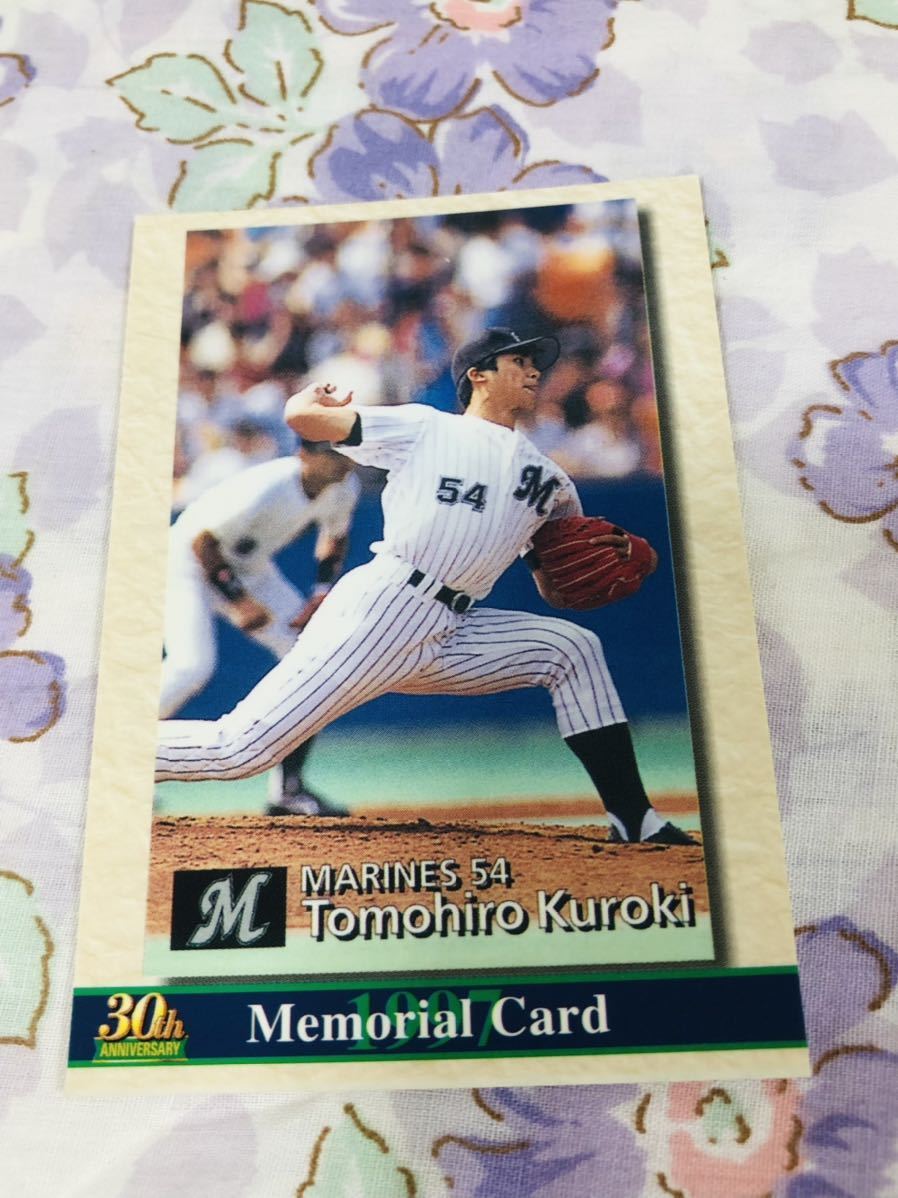 54 M
M
MARINES 54
Tomohiro Kuroki
30th
ANNIVERSARY
1997
Memorial Card